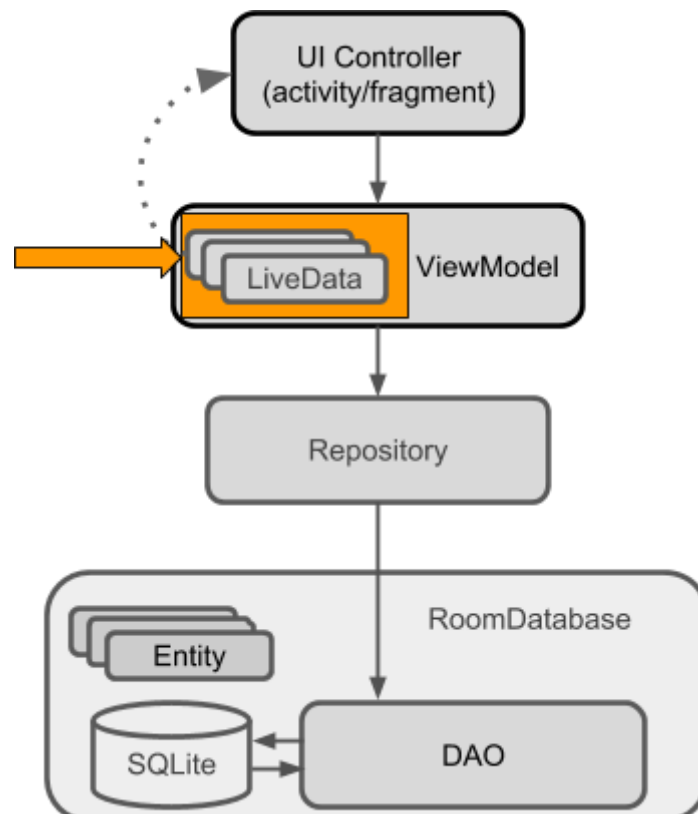 UI Controller
(activity/fragment)
LiveData
ViewModel
Repository
RoomDatabase
Entity
SQLite
DAO